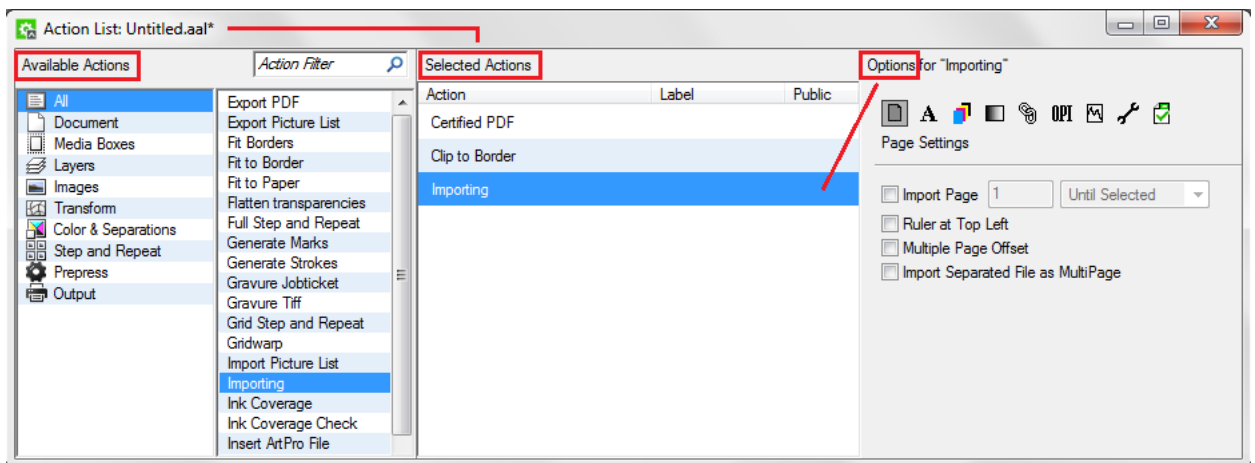 Action List: Untitled.aal*
Available Actions
Action Filter
Selected Actions
Options for "Importing"
All
Document
Media Boxes
Layers
Images
Transform
Color & Separations
Step and Repeat
Prepress
Output
Export PDF
Export Picture List
Fit Borders
Fit to Border
Fit to Paper
Flatten transparencies
Full Step and Repeat
Generate Marks
Generate Strokes
Gravure Jobticket
Gravure Tiff
Grid Step and Repeat
Gridwarp
Import Picture List
Importing
Ink Coverage
Ink Coverage Check
Insert ArtPro File
Action Label Public
Certified PDF
Clip to Border
Importing
A OPI
Page Settings
Import Page 1 Until Selected
Ruler at Top Left
Multiple Page Offset
Import Separated File as MultiPage